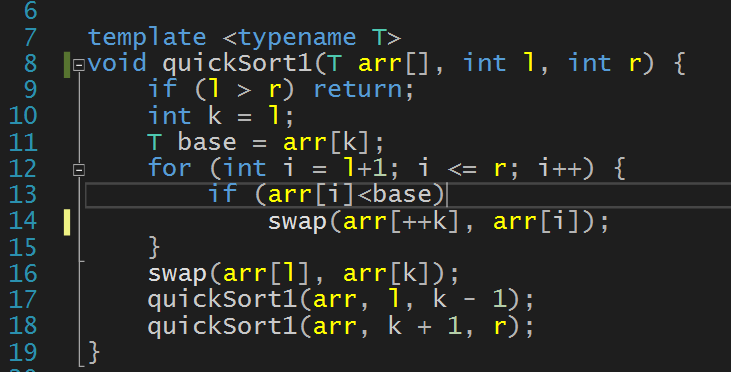 6
7 template <typename T>
8 void quickSort1(T arr[], int l, int r) {
9 if (l > r) return;
10 int k = l;
11 T base = arr[k];
12 for (int i = l+1; i <= r; i++) {
13 if (arr[i]<base)
14 swap(arr[++k], arr[i]);
15 }
16 swap(arr[l], arr[k]);
17 quickSort1(arr, l, k - 1);
18 quickSort1(arr, k + 1, r);
19 }